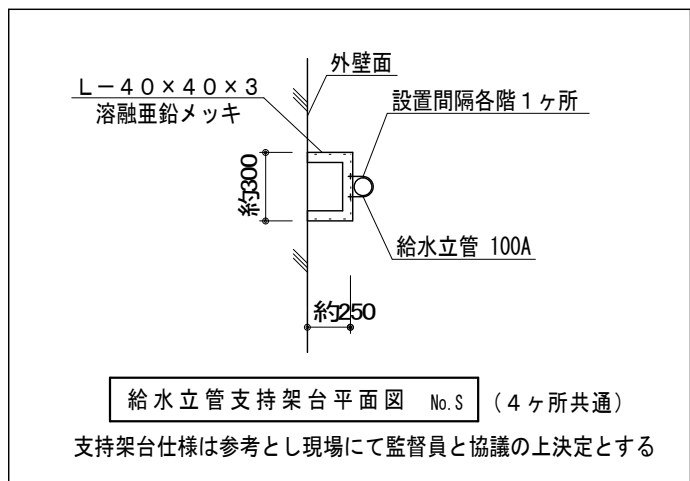 外壁面
L－40×40×3
溶融亜鉛メッキ
設置間隔各階１ヶ所
約300
給水立管 100A
約250
給水立管支持架台平面図 No.S （４ヶ所共通）
支持架台仕様は参考とし現場にて監督員と協議の上決定とする